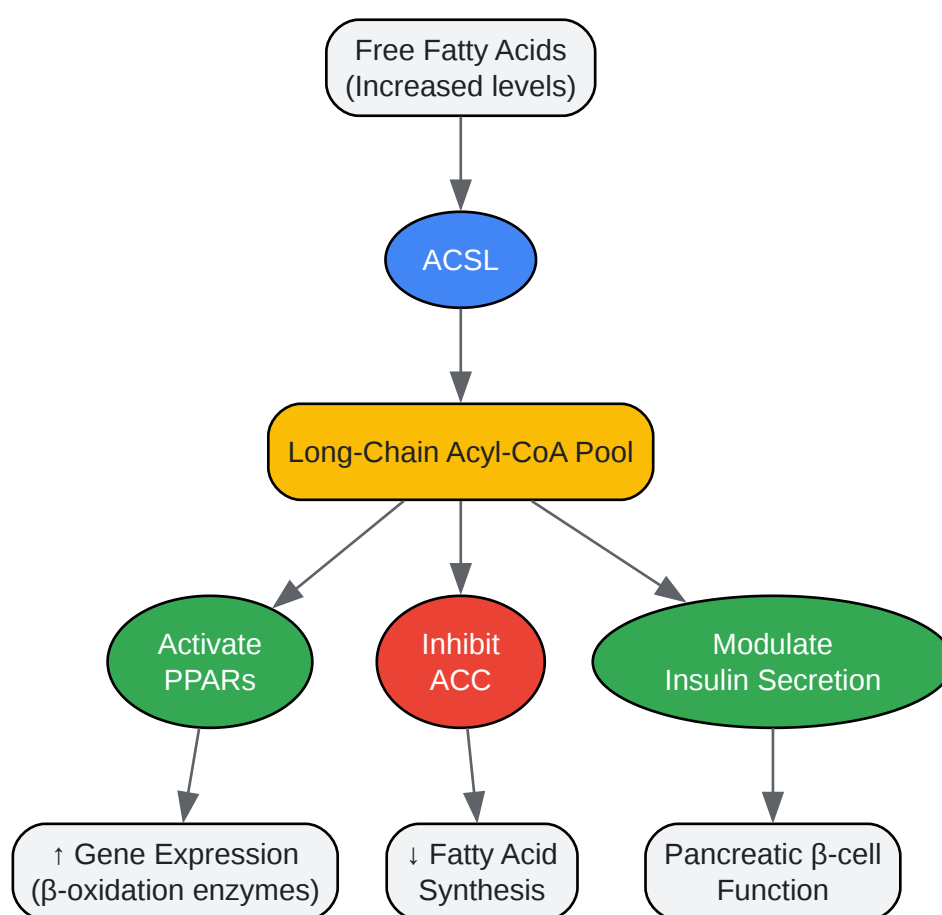 Free Fatty Acids
(Increased levels)
ACSL
Long-Chain Acyl-CoA Pool
Activate
PPARs
Inhibit
ACC
Modulate
Insulin Secretion
↑ Gene Expression
(β-oxidation enzymes)
↓ Fatty Acid
Synthesis
Pancreatic β-cell
Function